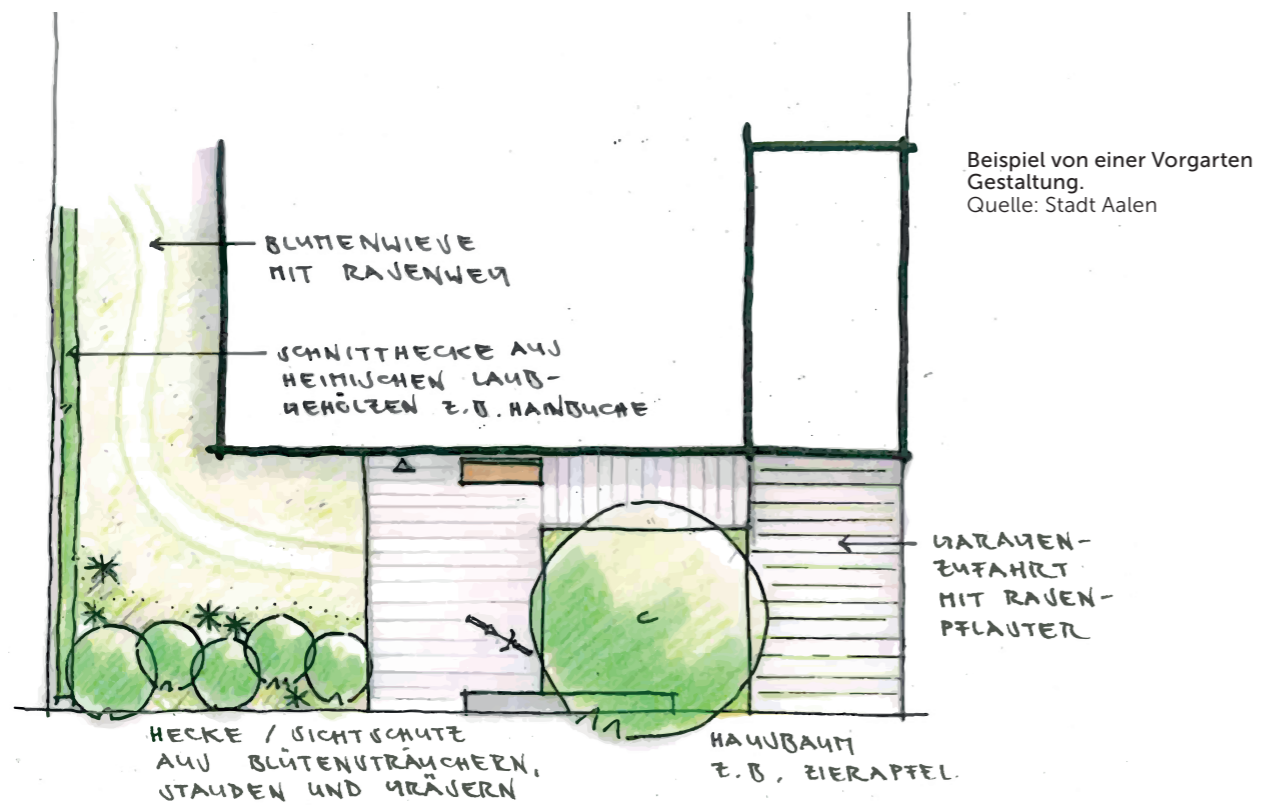 Beispiel von einer Vorgarten
Gestaltung.
Quelle: Stadt Aalen
BLUMENWIESE
MIT RASENWEG
SCHNITTHECKE AUS
HEIMISCHEN LAUB-
GEHÖLZEN Z.B. HAINBUCHE
GARAGEN-
ZUFAHRT
MIT RASEN-
PFLASTER
HECKE / SICHTSCHUTZ
AUS BLÜTENSTRÄUCHERN,
STAUDEN UND GRÄSERN
HAUSBAUM
Z.B. ZIERAPFEL.